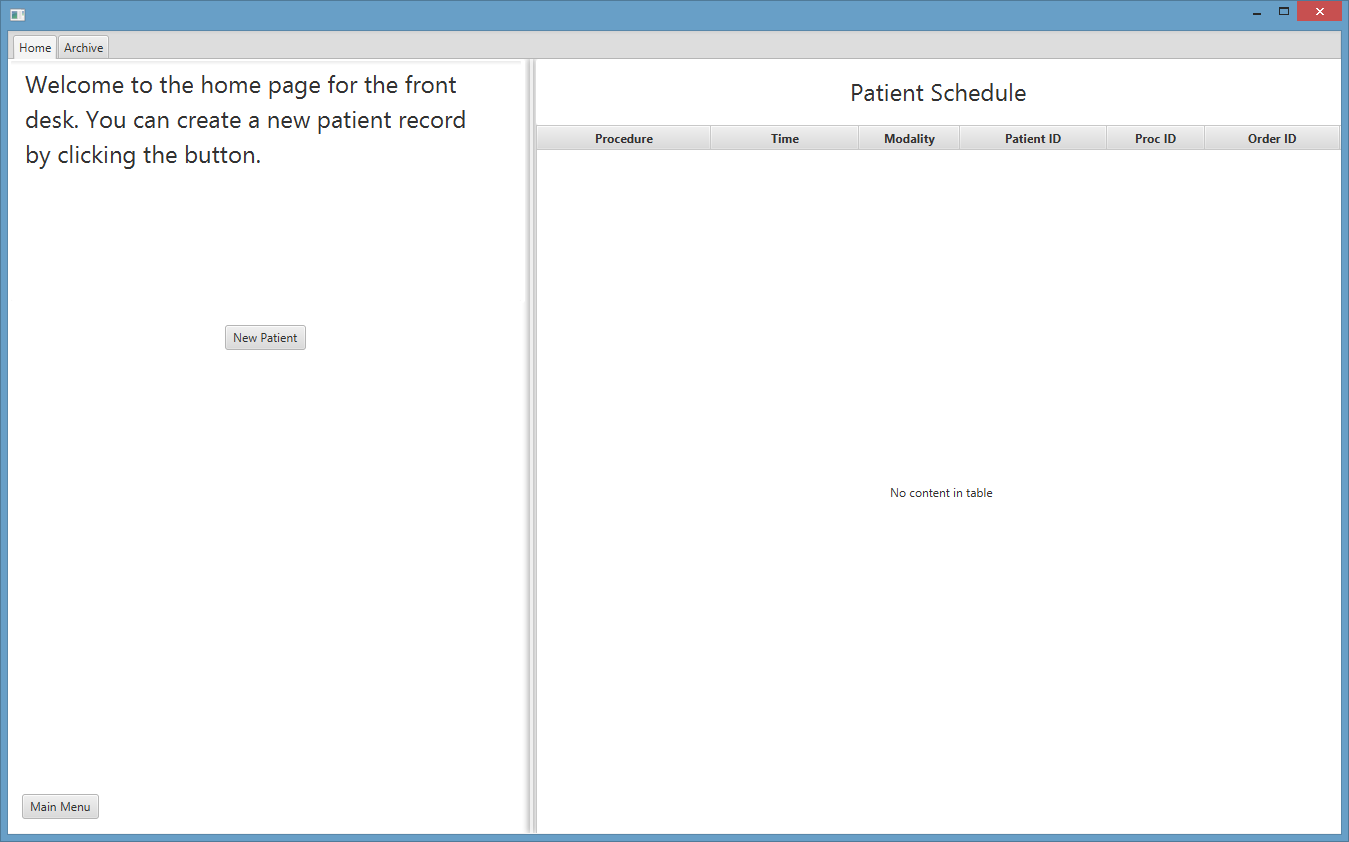 Home Archive
Welcome to the home page for the front
desk. You can create a new patient record
by clicking the button.
New Patient
Main Menu
Patient Schedule
Procedure Time Modality Patient ID Proc ID Order ID
No content in table